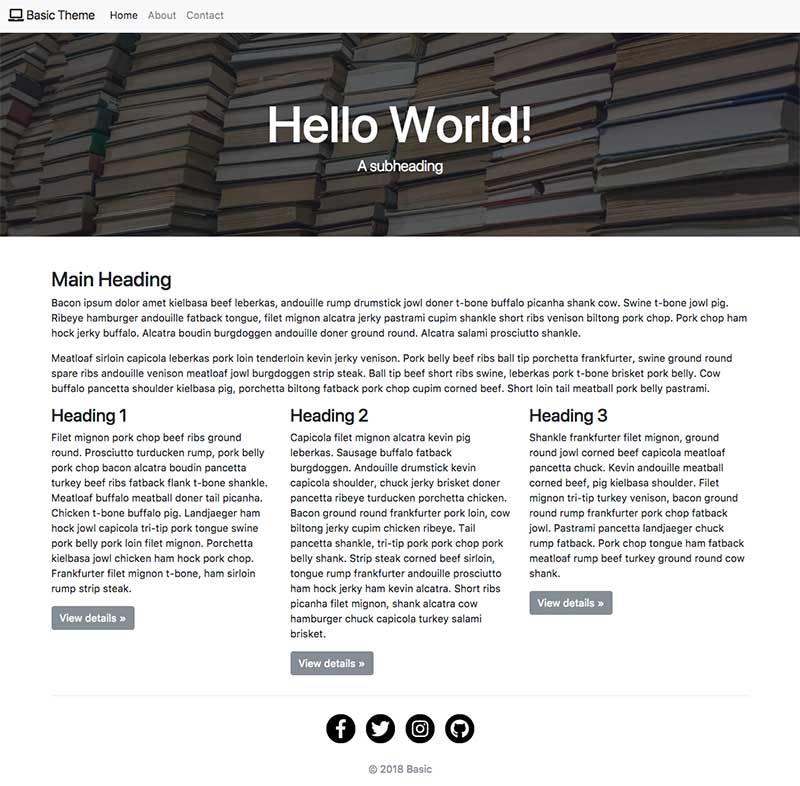 Basic Theme Home About Contact
Hello World!
A subheading
Main Heading
Bacon ipsum dolor amet kielbasa beef leberkas, andouille rump drumstick jowl doner t-bone buffalo picanha shank cow. Swine t-bone jowl pig.
Ribeye hamburger andouille fatback tongue, filet mignon alcatra jerky pastrami cupim shankle short ribs venison biltong pork chop. Pork chop ham
hock jerky buffalo. Alcatra boudin burgdoggen andouille doner ground round. Alcatra salami prosciutto shankle.
Meatloaf sirloin capicola leberkas pork loin tenderloin kevin jerky venison. Pork belly beef ribs ball tip porchetta frankfurter, swine ground round
spare ribs andouille venison meatloaf jowl burgdoggen strip steak. Ball tip beef short ribs swine, leberkas pork t-bone brisket pork belly. Cow
buffalo pancetta shoulder kielbasa pig, porchetta biltong fatback pork chop cupim corned beef. Short loin tail meatball pork belly pastrami.
Heading 1
Filet mignon pork chop beef ribs ground
round. Prosciutto turducken rump, pork belly
pork chop bacon alcatra boudin pancetta
turkey beef ribs fatback flank t-bone shankle.
Meatloaf buffalo meatball doner tail picanha.
Chicken t-bone buffalo pig. Landjaeger ham
hock jowl capicola tri-tip pork tongue swine
pork belly pork loin filet mignon. Porchetta
kielbasa jowl chicken ham hock pork chop.
Frankfurter filet mignon t-bone, ham sirloin
rump strip steak.
View details »
Heading 2
Capicola filet mignon alcatra kevin pig
leberkas. Sausage buffalo fatback
burgdoggen. Andouille drumstick kevin
capicola shoulder, chuck jerky brisket doner
pancetta ribeye turducken porchetta chicken.
Bacon ground round frankfurter pork loin, cow
biltong jerky cupim chicken ribeye. Tail
pancetta shankle, tri-tip pork pork chop pork
belly shank. Strip steak corned beef sirloin,
tongue rump frankfurter andouille prosciutto
ham hock jerky ham kevin alcatra. Short ribs
picanha filet mignon, shank alcatra cow
hamburger chuck capicola turkey salami
brisket.
View details »
Heading 3
Shankle frankfurter filet mignon, ground
round jowl corned beef capicola meatloaf
pancetta chuck. Kevin andouille meatball
corned beef, pig kielbasa shoulder. Filet
mignon tri-tip turkey venison, bacon ground
round rump frankfurter pork chop fatback
jowl. Pastrami pancetta landjaeger chuck
rump fatback. Pork chop tongue ham fatback
meatloaf rump beef turkey ground round cow
shank.
View details »
© 2018 Basic